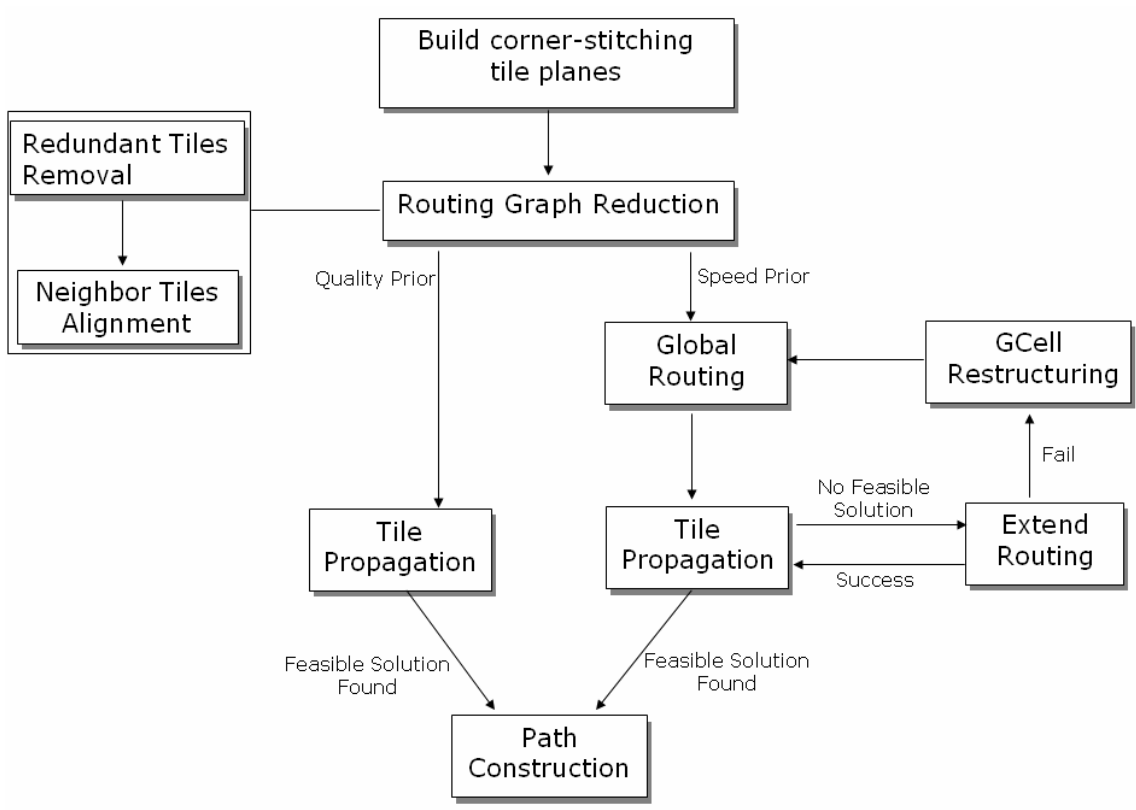 Build corner-stitching
tile planes
Redundant Tiles
Removal
Routing Graph Reduction
Neighbor Tiles
Alignment
Quality Prior
Speed Prior
Global
Routing
GCell
Restructuring
Fail
No Feasible
Solution
Tile
Propagation
Tile
Propagation
Extend
Routing
Success
Feasible Solution
Found
Feasible Solution
Found
Path
Construction